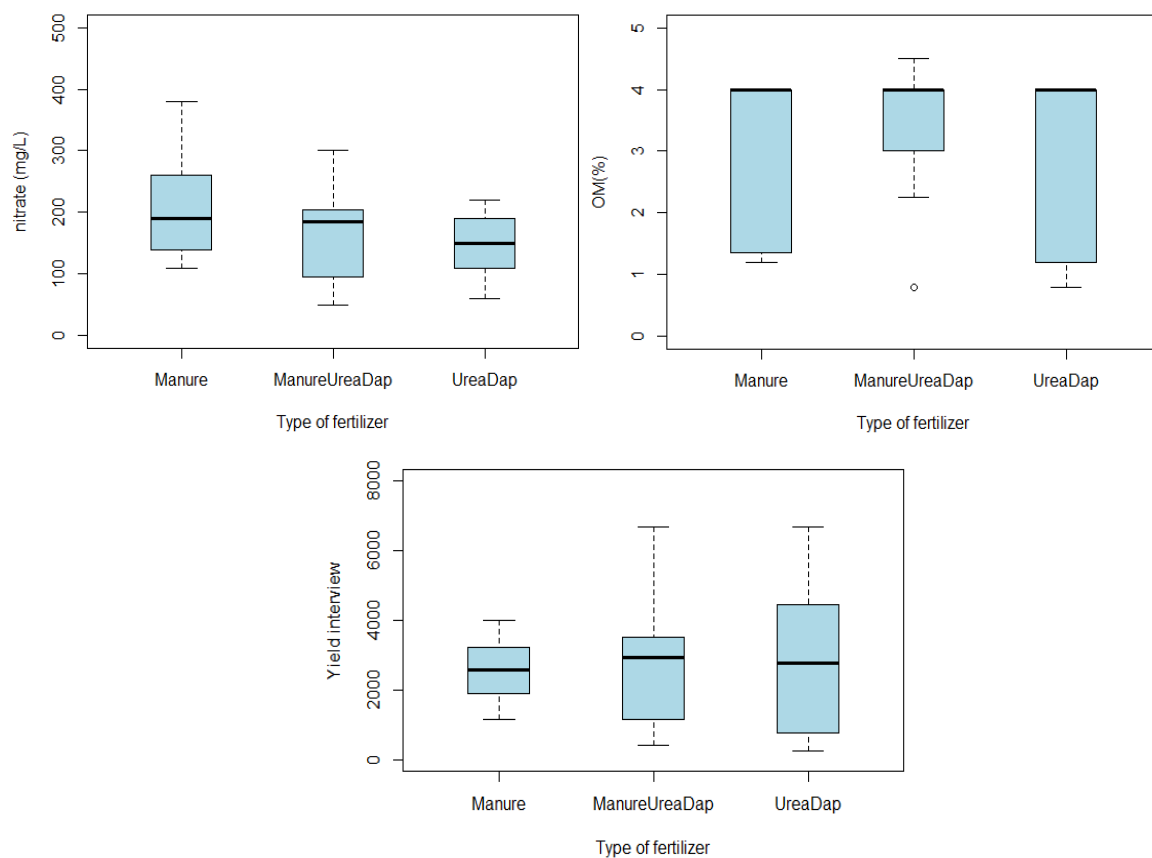 nitrate (mg/L)
500
400
300
200
100
0
Manure ManureUreaDap UreaDap
Type of fertilizer
OM(%)
5
4
3
2
1
0
Manure ManureUreaDap UreaDap
Type of fertilizer
Yield interview
8000
6000
4000
2000
0
Manure ManureUreaDap UreaDap
Type of fertilizer